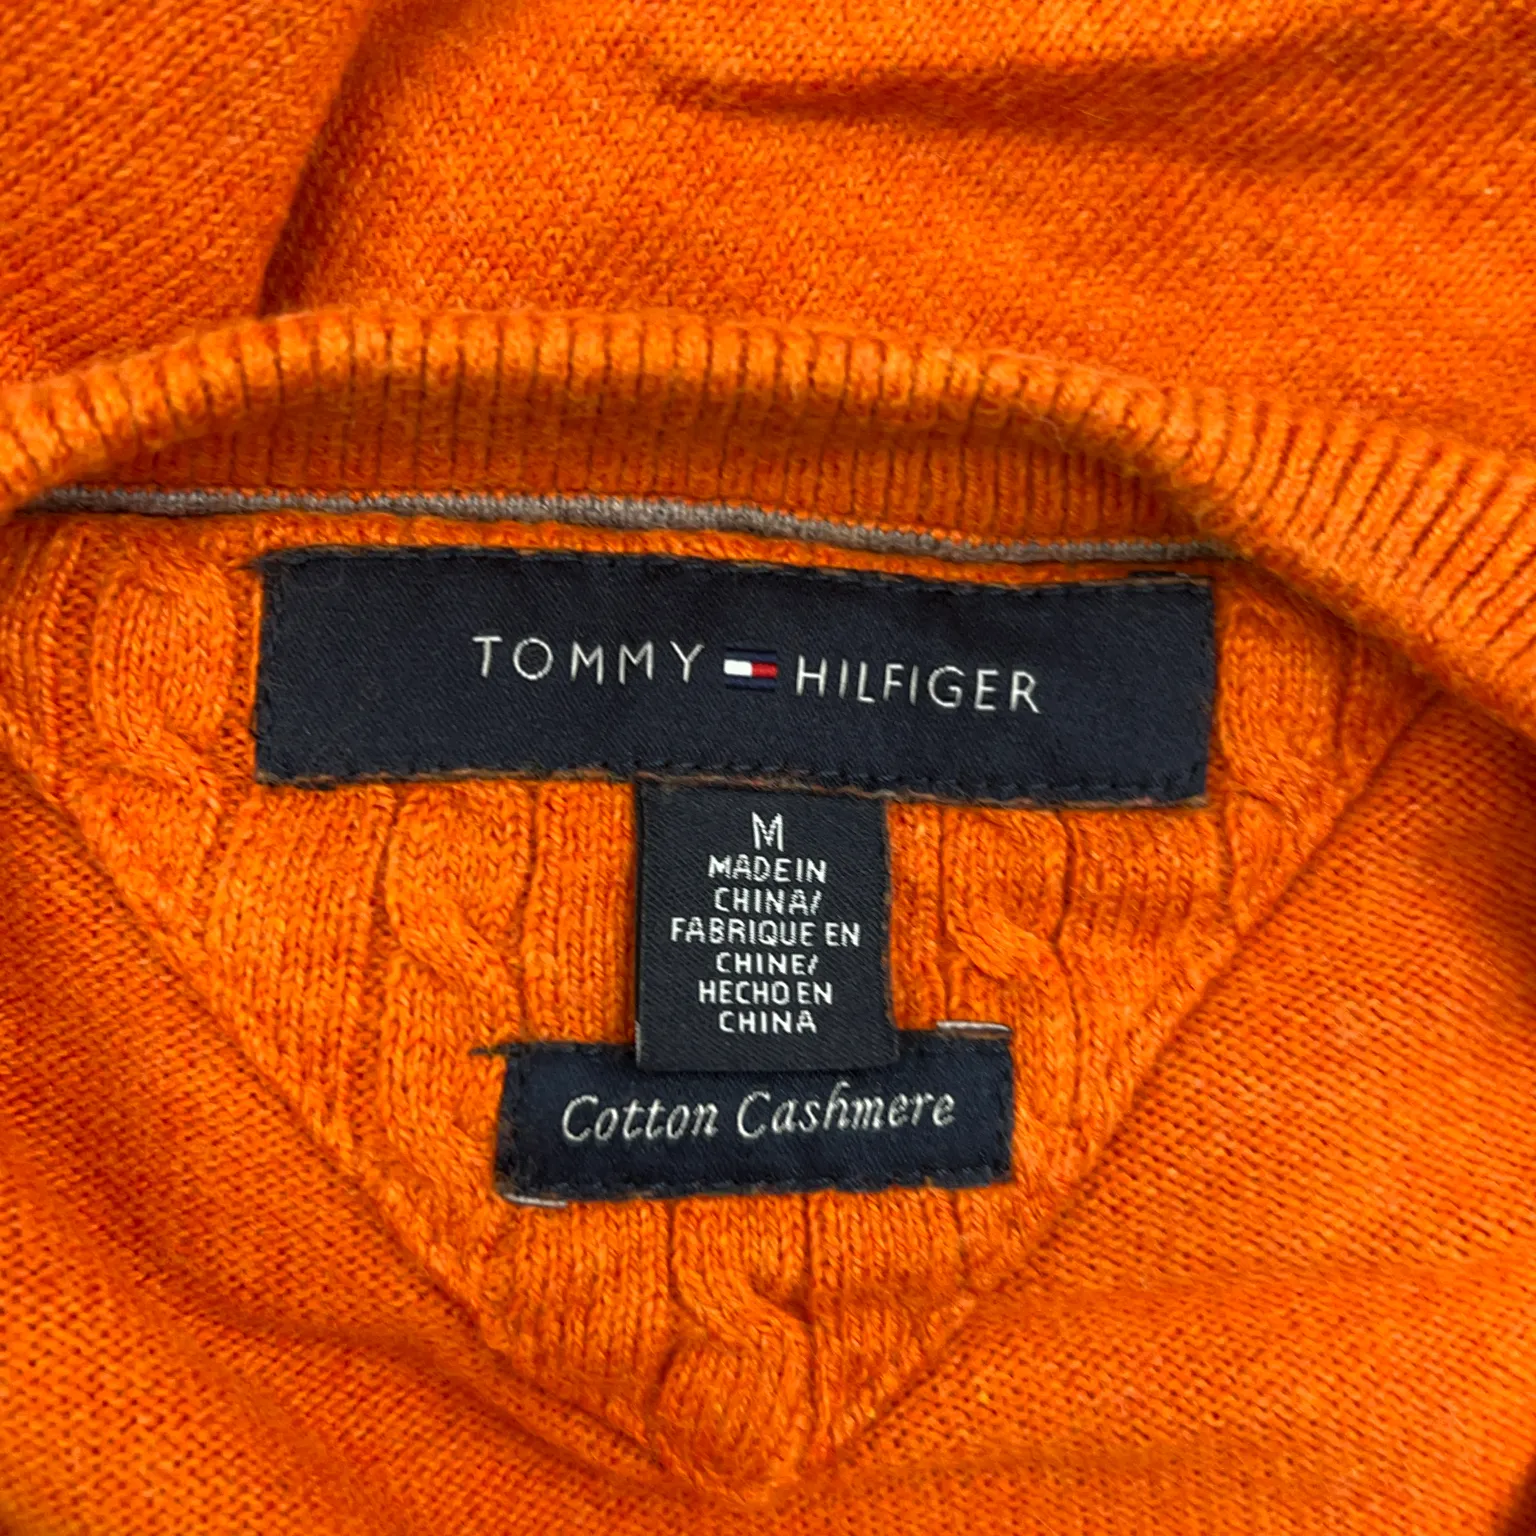 TOMMY HILFIGER
M
MADE IN
CHINA/
FABRIQUE EN
CHINE/
HECHO EN
CHINA
Cotton Cashmere